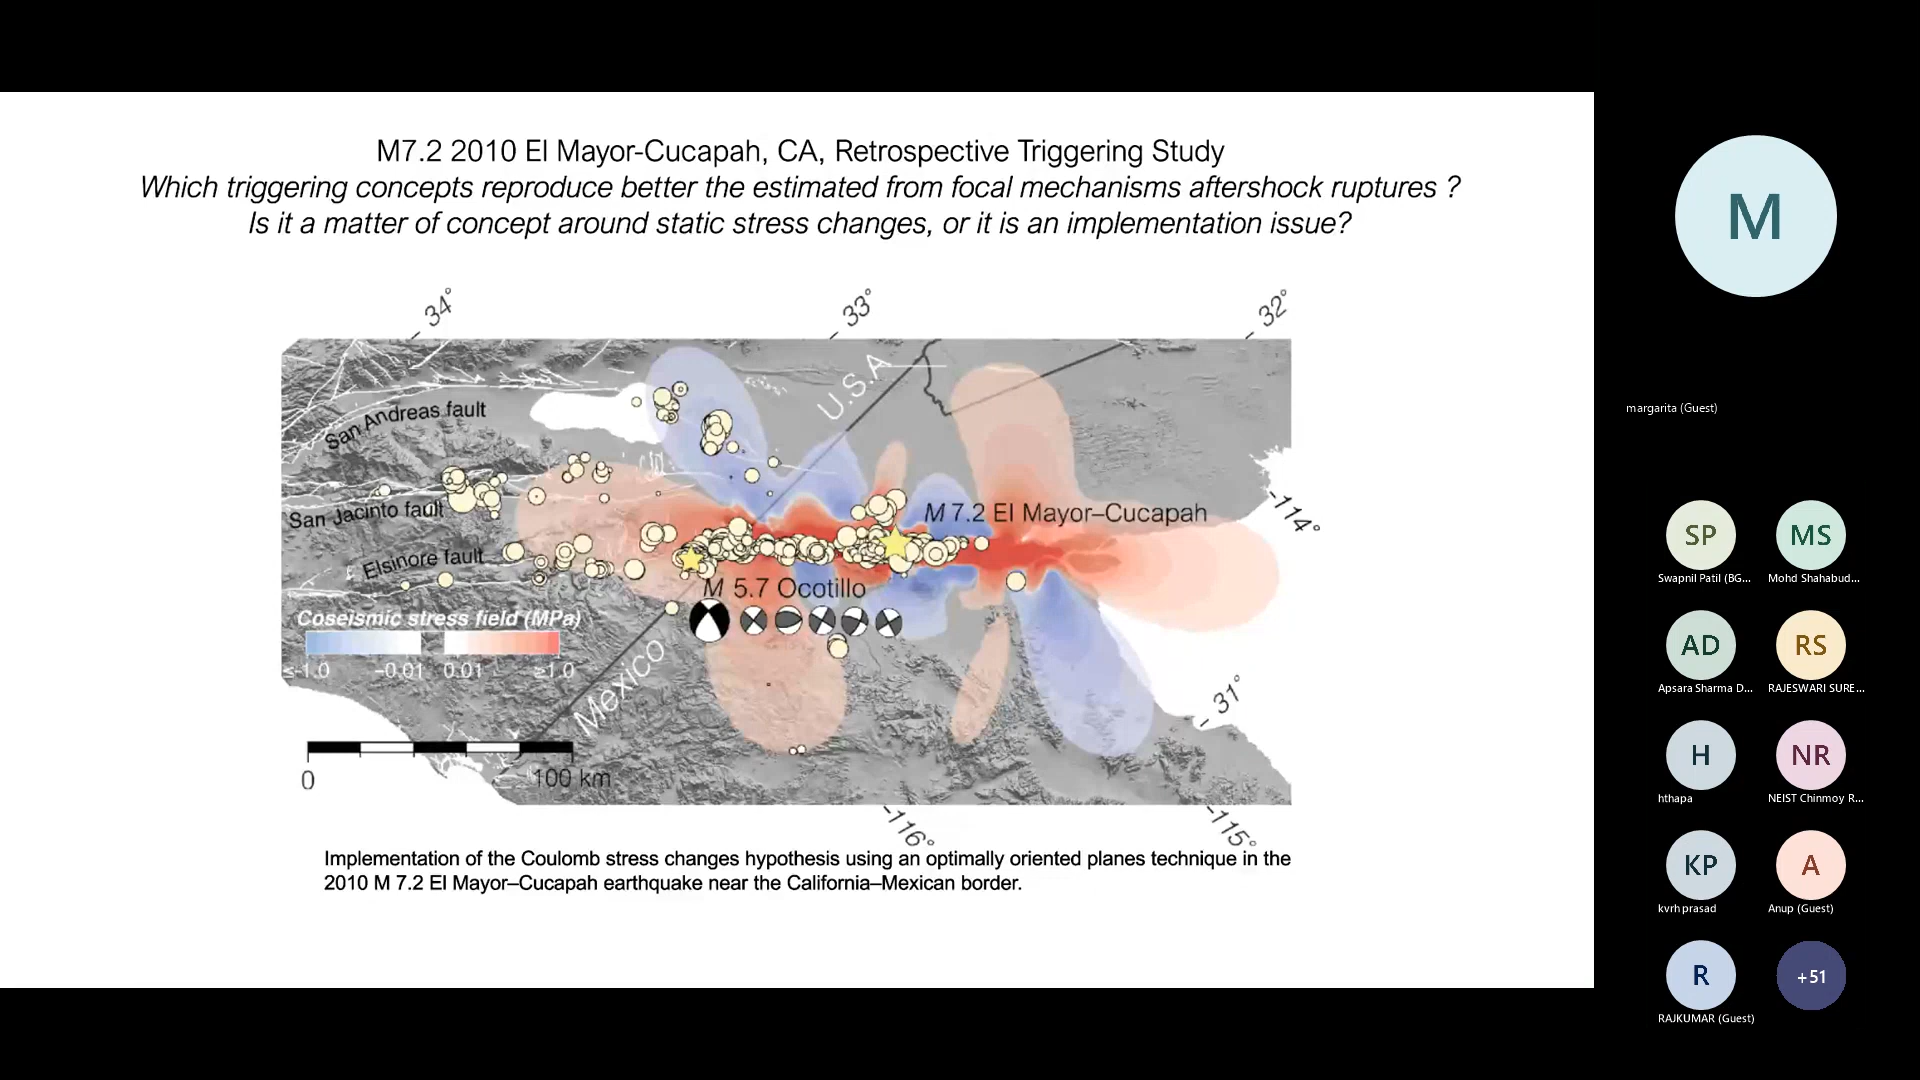 M7.2 2010 El Mayor-Cucapah, CA, Retrospective Triggering Study
Which triggering concepts reproduce better the estimated from focal mechanisms aftershock ruptures ?
Is it a matter of concept around static stress changes, or it is an implementation issue?
34°
33°
32°
U.S.A
San Andreas fault
San Jacinto fault
M 7.2 El Mayor–Cucapah
-114°
Elsinore fault
M 5.7 Ocotillo
Coseismic stress field (MPa)
≤-1.0 −0.01 0.01 ≥1.0
Mexico
31°
0 100 km
-116°
-115°
Implementation of the Coulomb stress changes hypothesis using an optimally oriented planes technique in the
2010 M 7.2 El Mayor–Cucapah earthquake near the California–Mexican border.
M
margarita (Guest)
SP
MS
Swapnil Patil (BG...
Mohd Shahabud...
AD
RS
Apsara Sharma D...
RAJESWARI SURE...
H
NR
hthapa
NEIST Chinmoy R...
KP
A
kvrh prasad
Anup (Guest)
R
+51
RAJKUMAR (Guest)